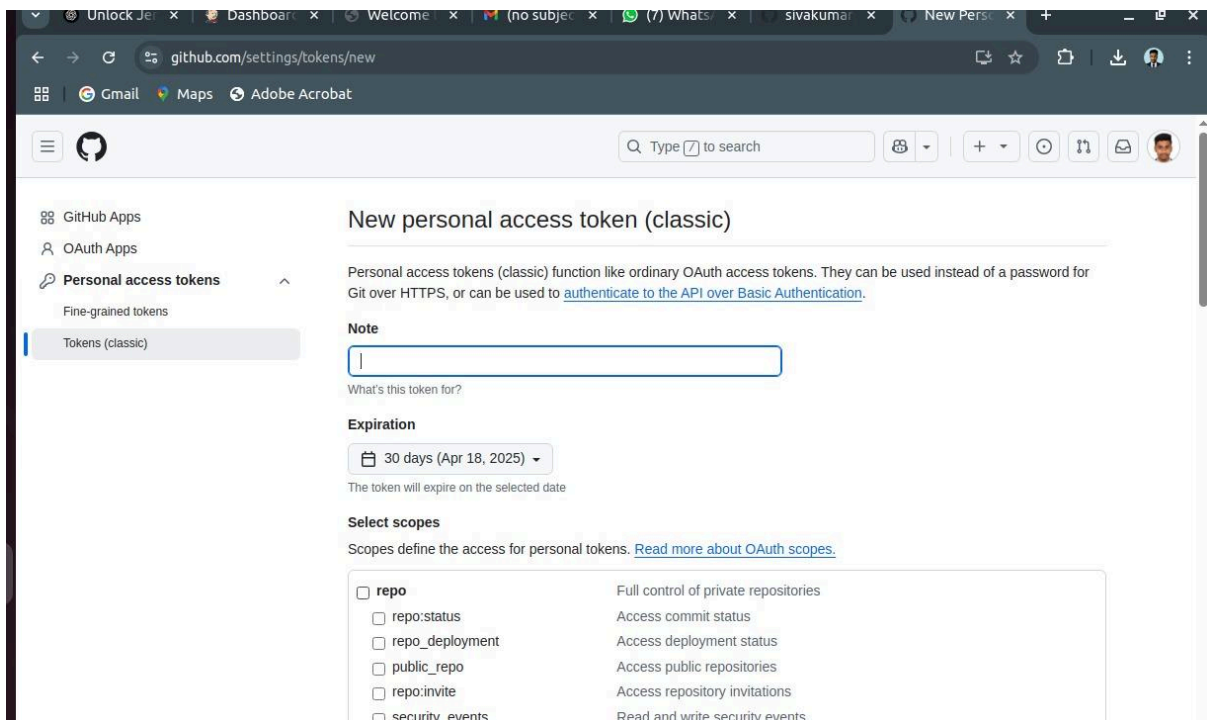 Unlock Jer
Dashboard
Welcome
(no subjec
(7) Whats
sivakumar
New Perso
github.com/settings/tokens/new
Gmail
Maps
Adobe Acrobat
Type / to search
GitHub Apps
OAuth Apps
Personal access tokens
Fine-grained tokens
Tokens (classic)
New personal access token (classic)
Personal access tokens (classic) function like ordinary OAuth access tokens. They can be used instead of a password for
Git over HTTPS, or can be used to authenticate to the API over Basic Authentication.
Note
What's this token for?
Expiration
30 days (Apr 18, 2025)
The token will expire on the selected date
Select scopes
Scopes define the access for personal tokens. Read more about OAuth scopes.
repo Full control of private repositories
repo:status Access commit status
repo_deployment Access deployment status
public_repo Access public repositories
repo:invite Access repository invitations
security_events Read and write security events